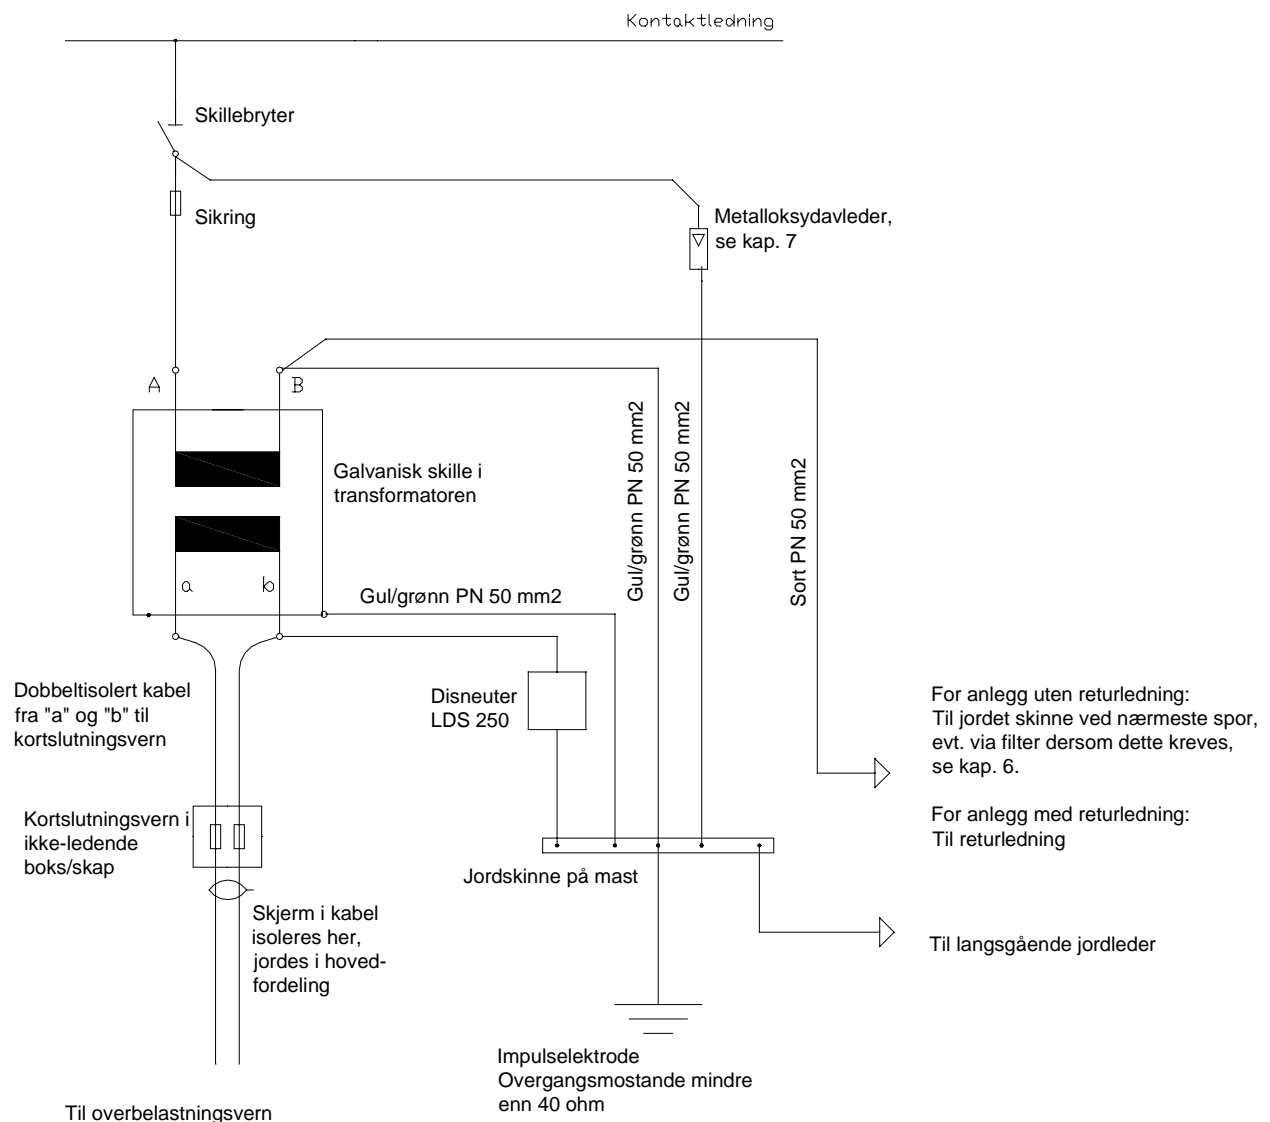 Kontaktledning
Skillebryter
Sikring
Metalloksydavleder,
se kap. 7
A
B
Galvanisk skille i
transformatoren
Gul/grønn PN 50 mm2
Gul/grønn PN 50 mm2
Sort PN 50 mm2
a
b
Gul/grønn PN 50 mm2
Dobbeltisolert kabel
fra "a" og "b" til
kortslutningsvern
Disneuter
LDS 250
For anlegg uten returledning:
Til jordet skinne ved nærmeste spor,
evt. via filter dersom dette kreves,
se kap. 6.
For anlegg med returledning:
Til returledning
Kortslutningsvern i
ikke-ledende
boks/skap
Jordskinne på mast
Skjerm i kabel
isoleres her,
jordes i hoved-
fordeling
Til langsgående jordleder
Impulselektrode
Overgangsmostande mindre
enn 40 ohm
Til overbelastningsvern